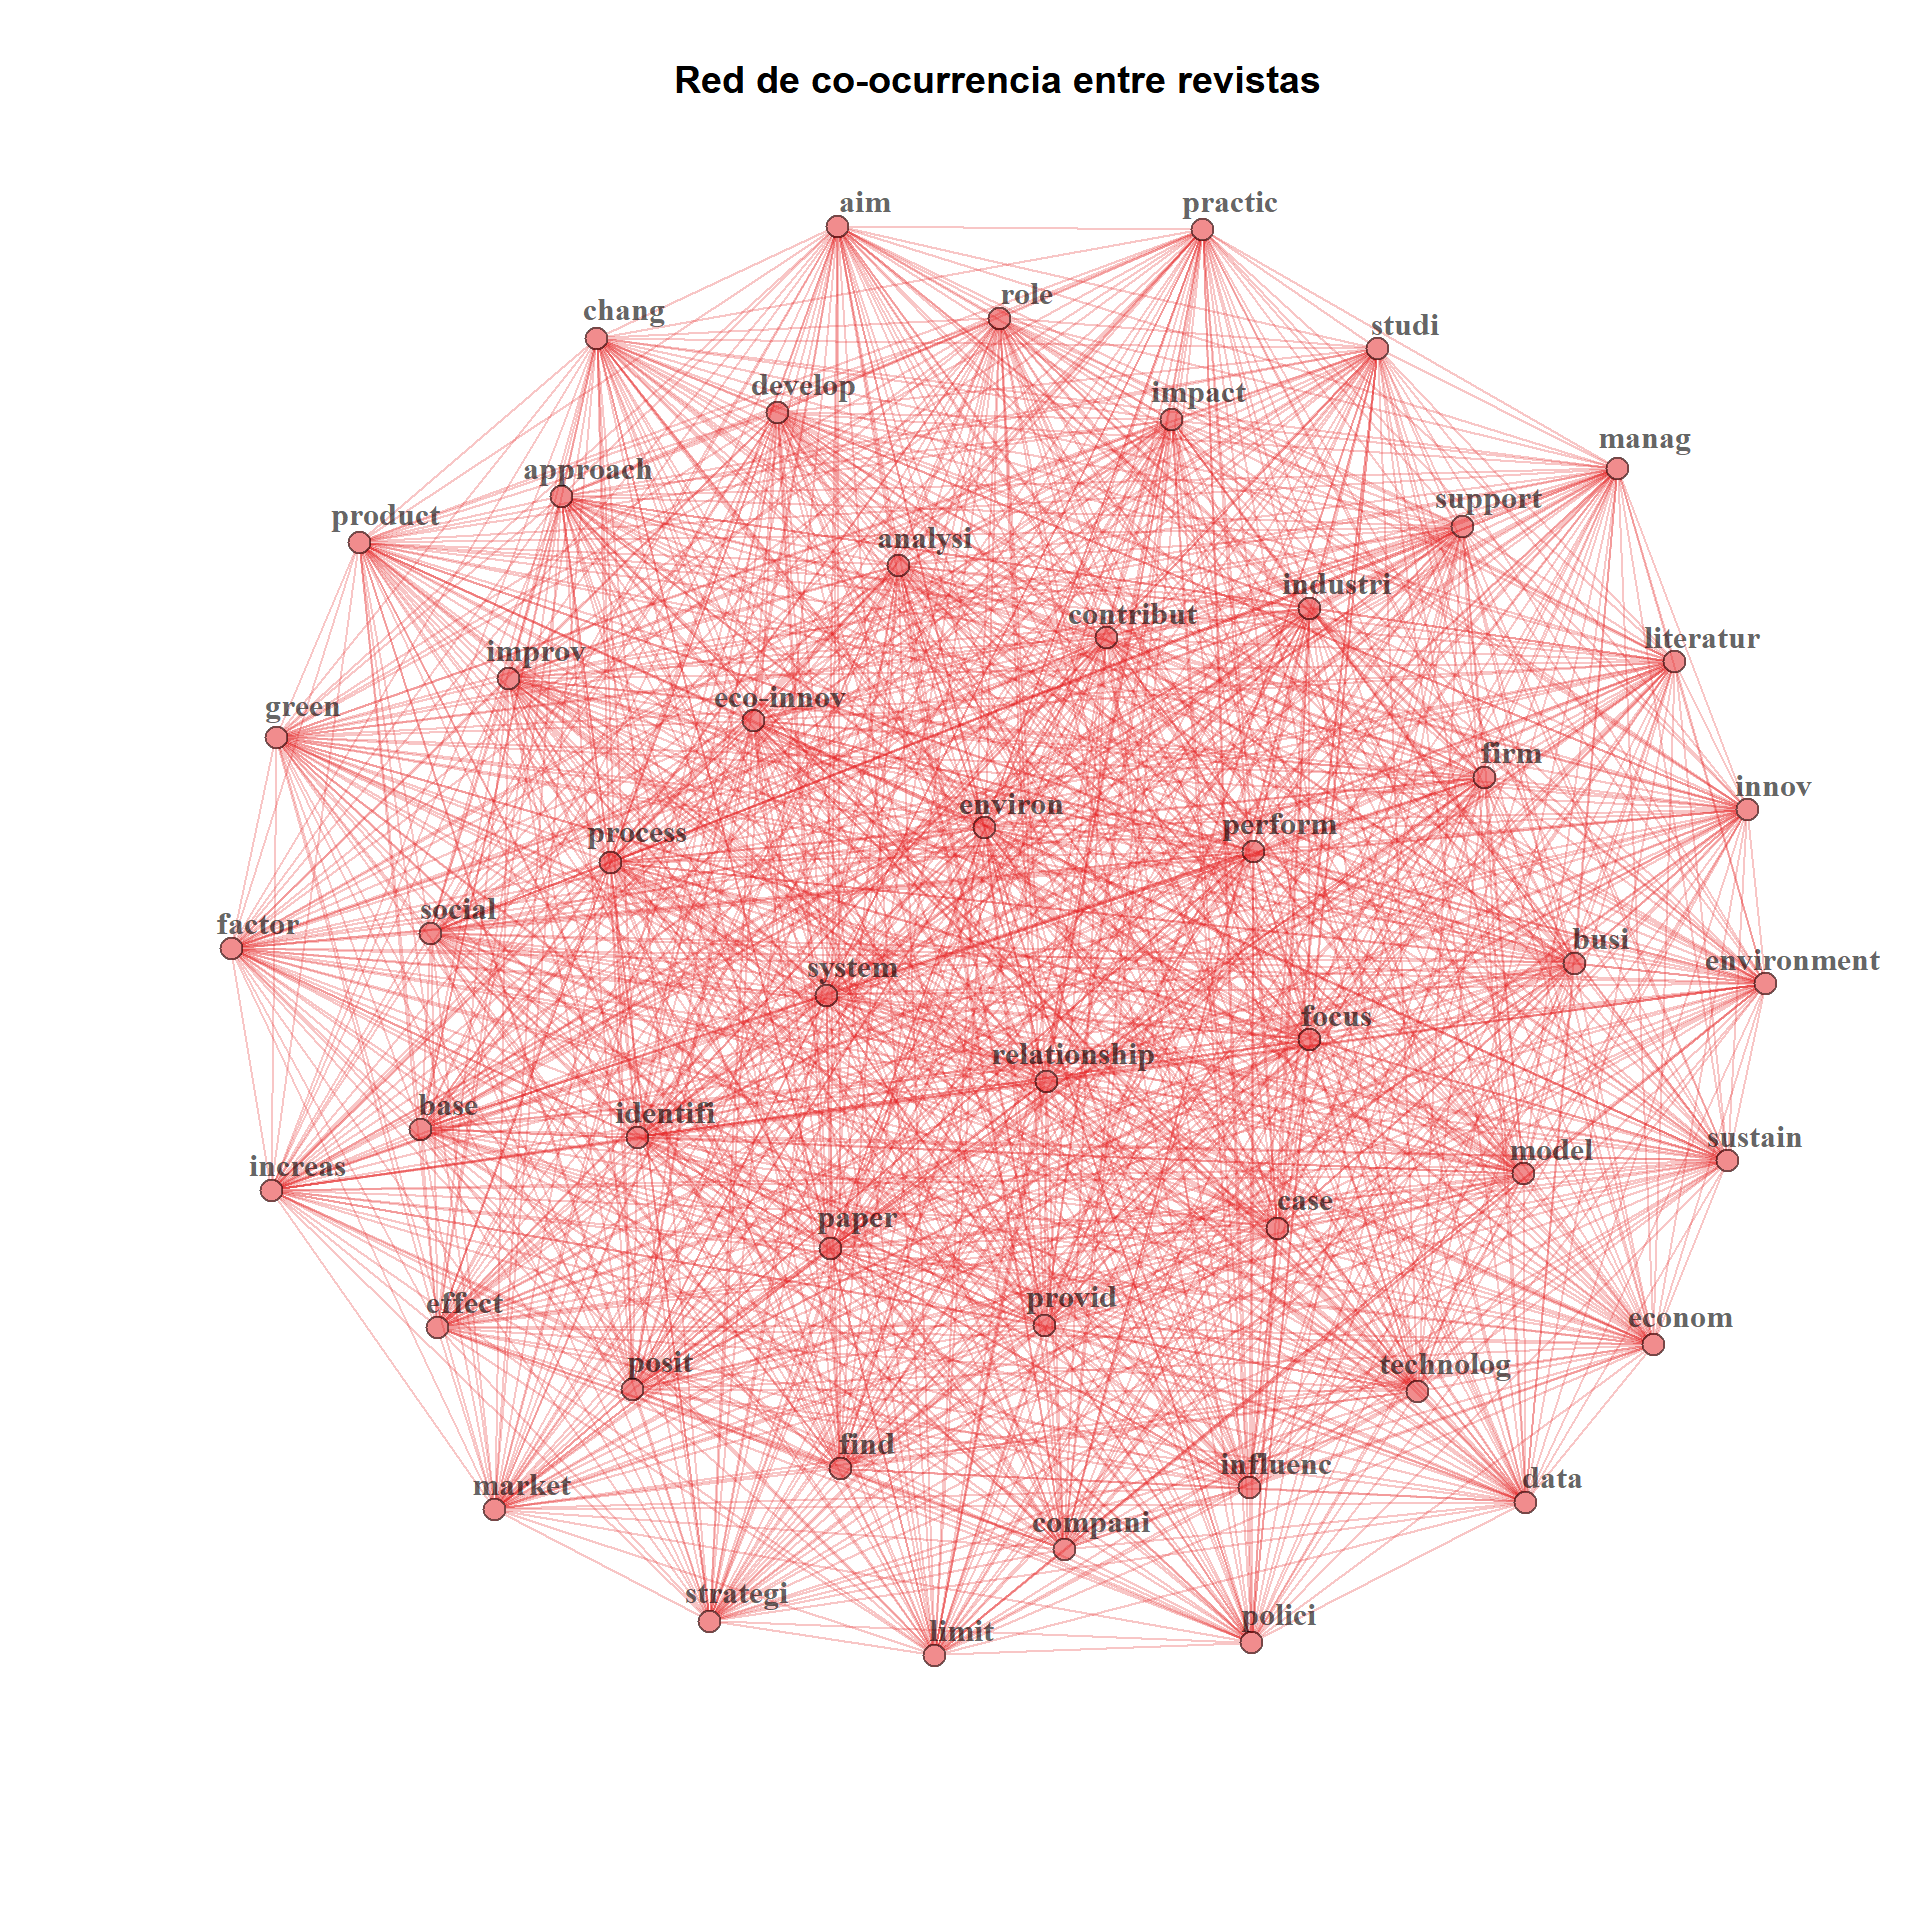 Red de co-ocurrencia entre revistas
aim
practic
role
chang
studi
develop
impact
manag
approach
support
product
analysi
industri
contribut
literatur
improv
eco-innov
green
firm
innov
environ
perform
process
social
factor
busi
environment
system
focus
relationship
base
identifi
sustain
model
increas
case
paper
provid
effect
econom
posit
technolog
find
influenc
data
market
compani
strategi
polici
limit